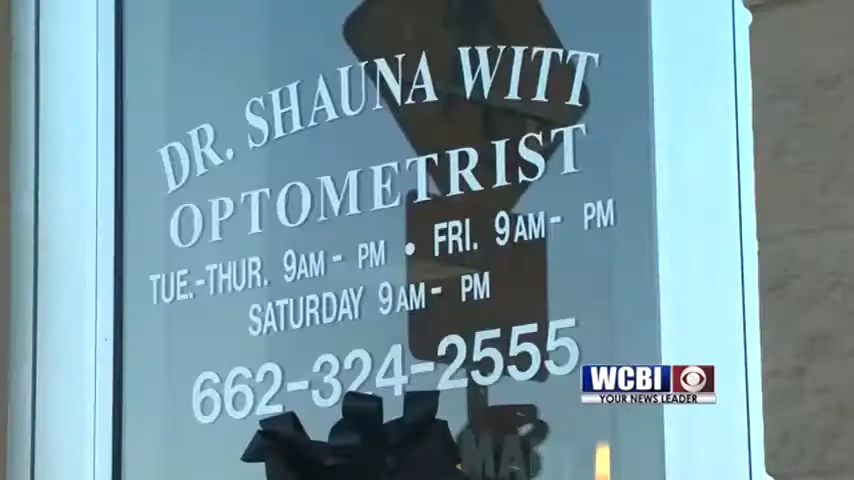 DR. SHAUNA WITT
OPTOMETRIST
TUE.-THUR. 9AM- PM • FRI. 9AM- PM
SATURDAY 9AM- PM
662-324-2555
WCBI
YOUR NEWS LEADER